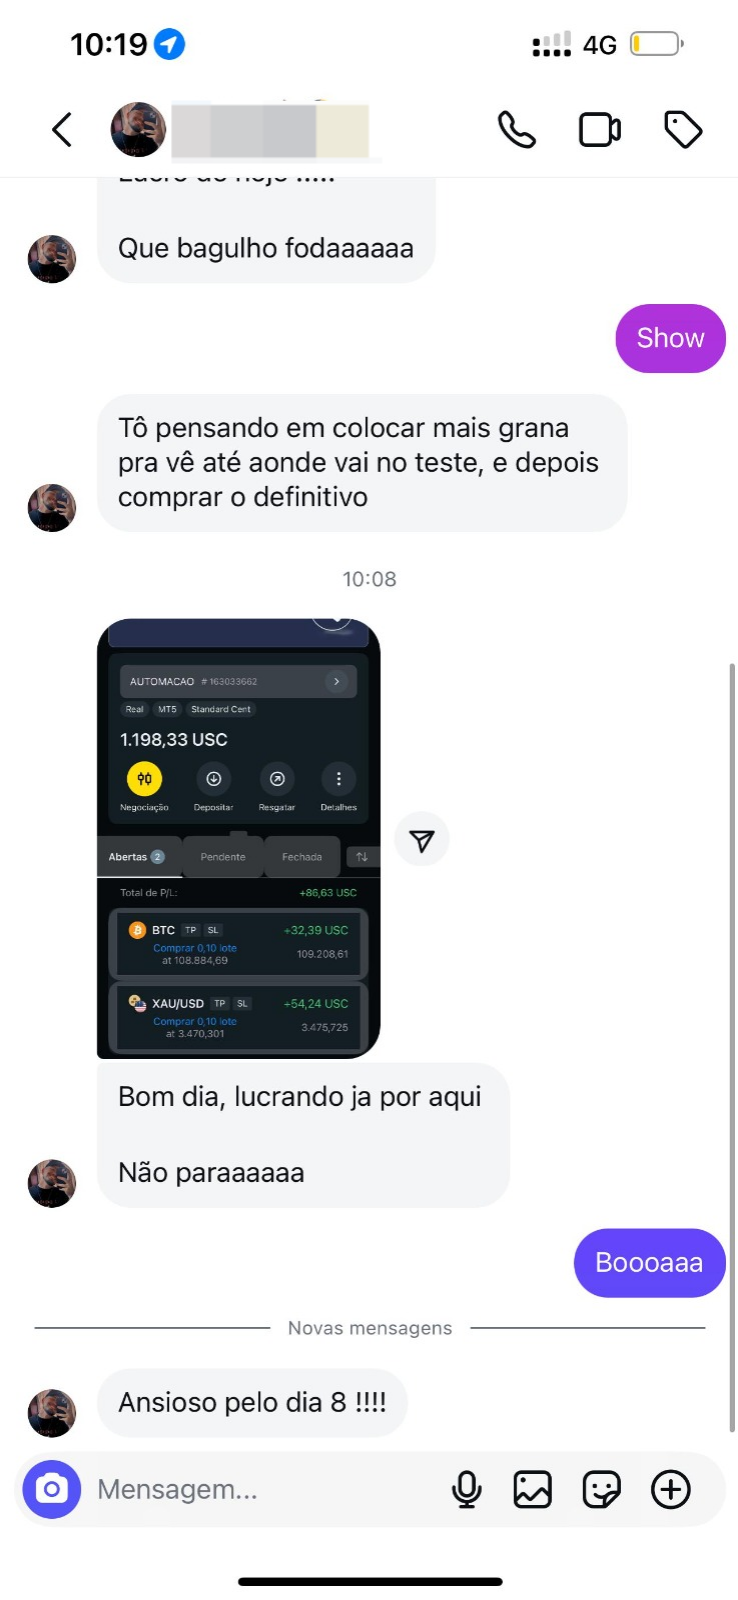 10:19
4G
Que bagulho fodaaaaaa
Show
Tô pensando em colocar mais grana
pra vê até aonde vai no teste, e depois
comprar o definitivo
10:08
AUTOMACAO # 163033662
Real MT5 Standard Cent
1.198,33 USC
Negociação Depositar Resgatar Detalhes
Abertas 2 Pendente Fechada
Total de P/L: +86,63 USC
BTC TP SL +32,39 USC
Comprar 0,10 lote
at 108.884,69 109.208,61
XAU/USD TP SL +54,24 USC
Comprar 0,10 lote
at 3.470,301 3.475,725
Bom dia, lucrando ja por aqui
Não paraaaaaa
Boooaaa
Novas mensagens
Ansioso pelo dia 8 !!!!
Mensagem...